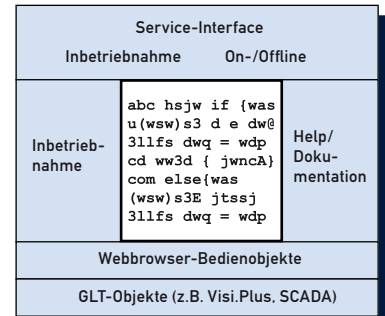 Service-Interface
Inbetriebnahme On-/Offline
Inbetrieb-
nahme
abc hsjw if {was
u(wsw)s3 d e dw@
3llfs dwq = wdp
cd ww3d { jwncA}
com else{was
(wsw)s3E jtssj
3llfs dwq = wdp
Help/
Doku-
mentation
Webbrowser-Bedienobjekte
GLT-Objekte (z.B. Visi.Plus, SCADA)